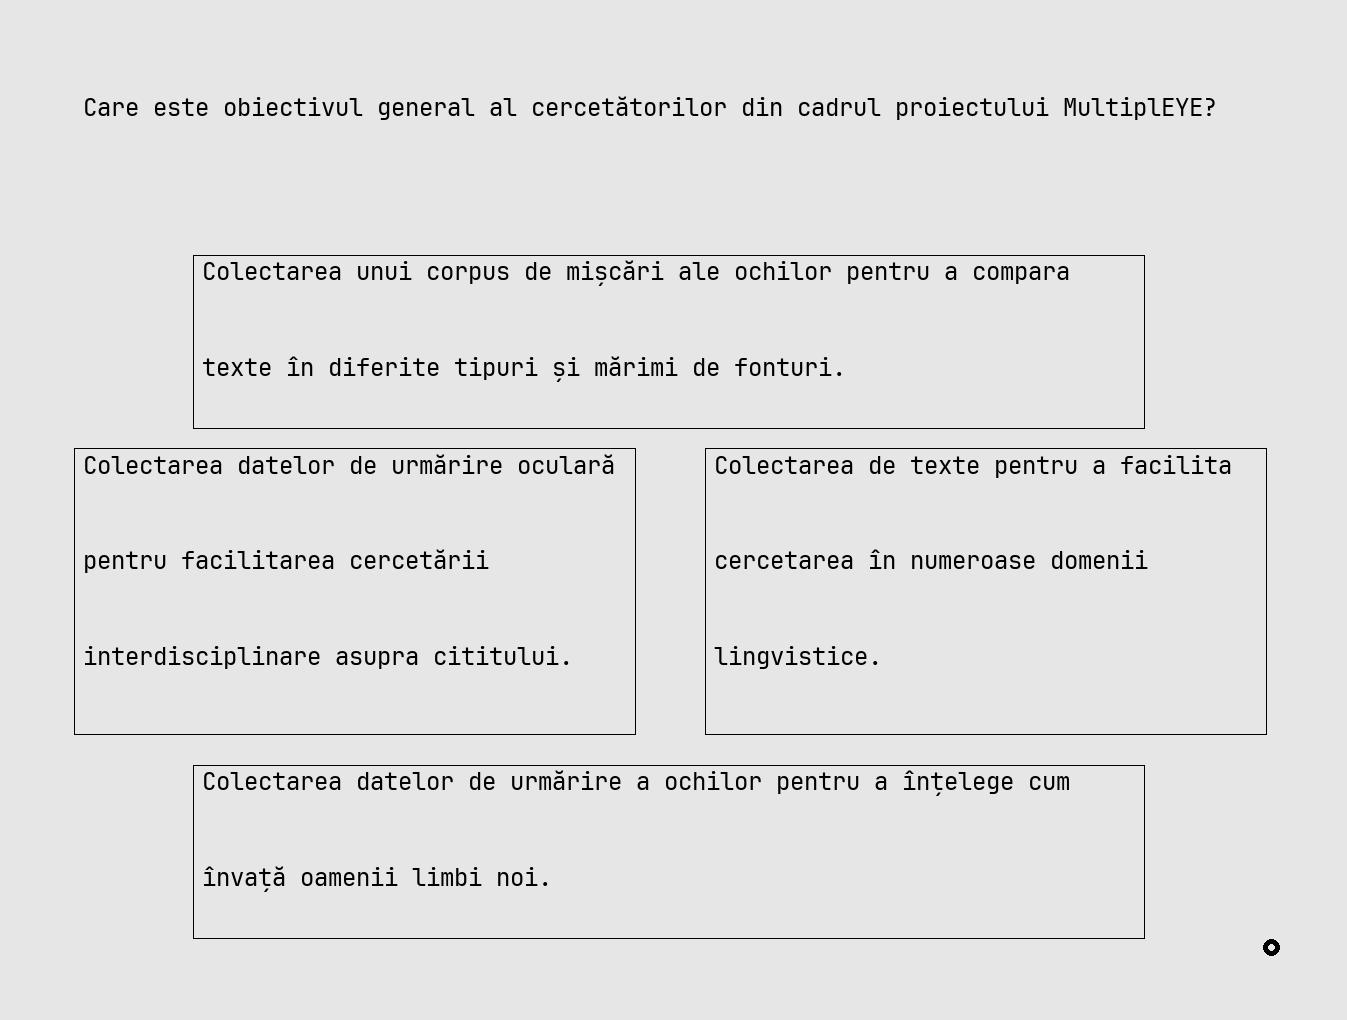 Care este obiectivul general al cercetătorilor din cadrul proiectului MultiplEYE?
Colectarea unui corpus de mișcări ale ochilor pentru a compara
texte în diferite tipuri și mărimi de fonturi.
Colectarea datelor de urmărire oculară
pentru facilitarea cercetării
interdisciplinare asupra cititului.
Colectarea de texte pentru a facilita
cercetarea în numeroase domenii
lingvistice.
Colectarea datelor de urmărire a ochilor pentru a înțelege cum
învață oamenii limbi noi.